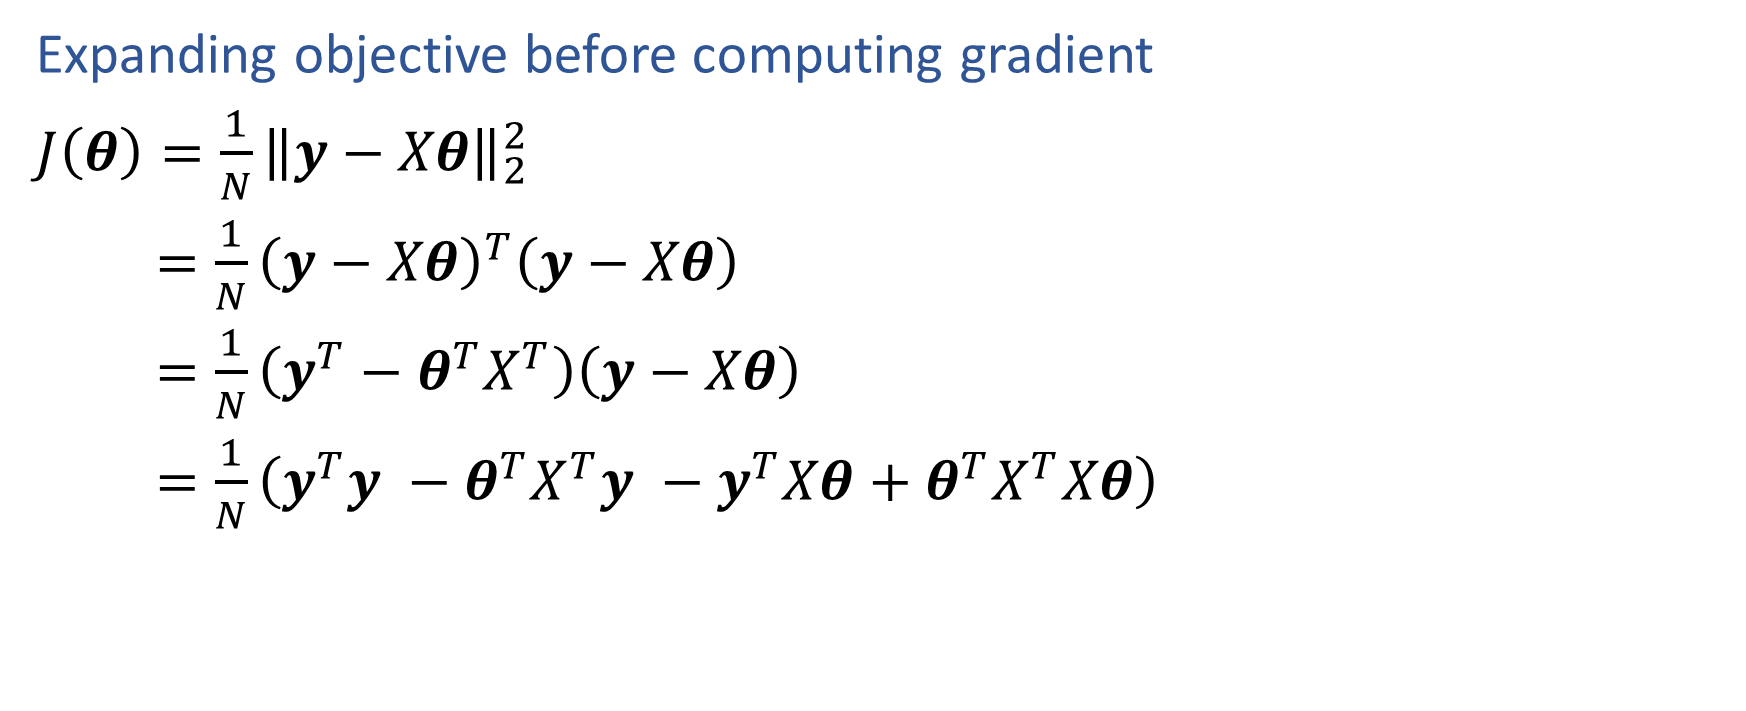 Expanding objective before computing gradient
J(θ) = 1/N ‖y − Xθ‖₂²
= 1/N (y − Xθ)ᵀ(y − Xθ)
= 1/N (yᵀ − θᵀXᵀ)(y − Xθ)
= 1/N (yᵀy − θᵀXᵀy − yᵀXθ + θᵀXᵀXθ)